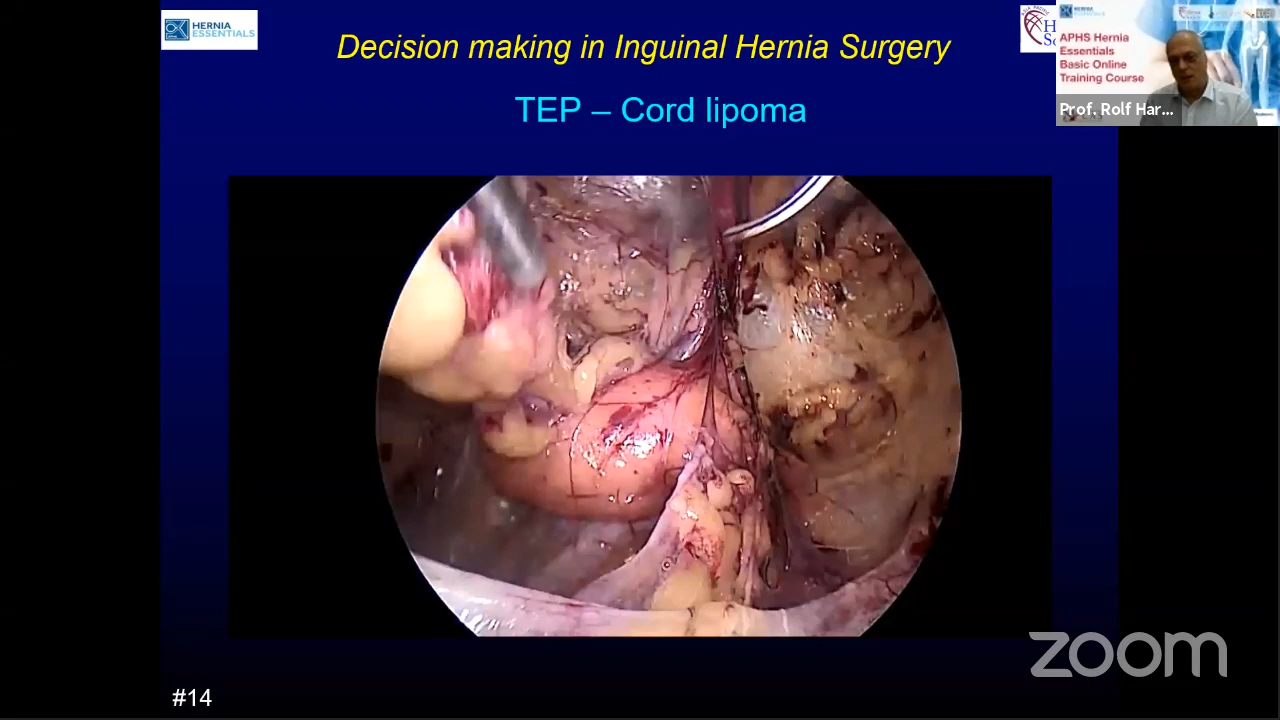 HERNIA
ESSENTIALS
Decision making in Inguinal Hernia Surgery
TEP – Cord lipoma
HERNIA
APHS Hernia
Essentials
Basic Online
Training Course
Prof. Rolf Har...
zoom
#14